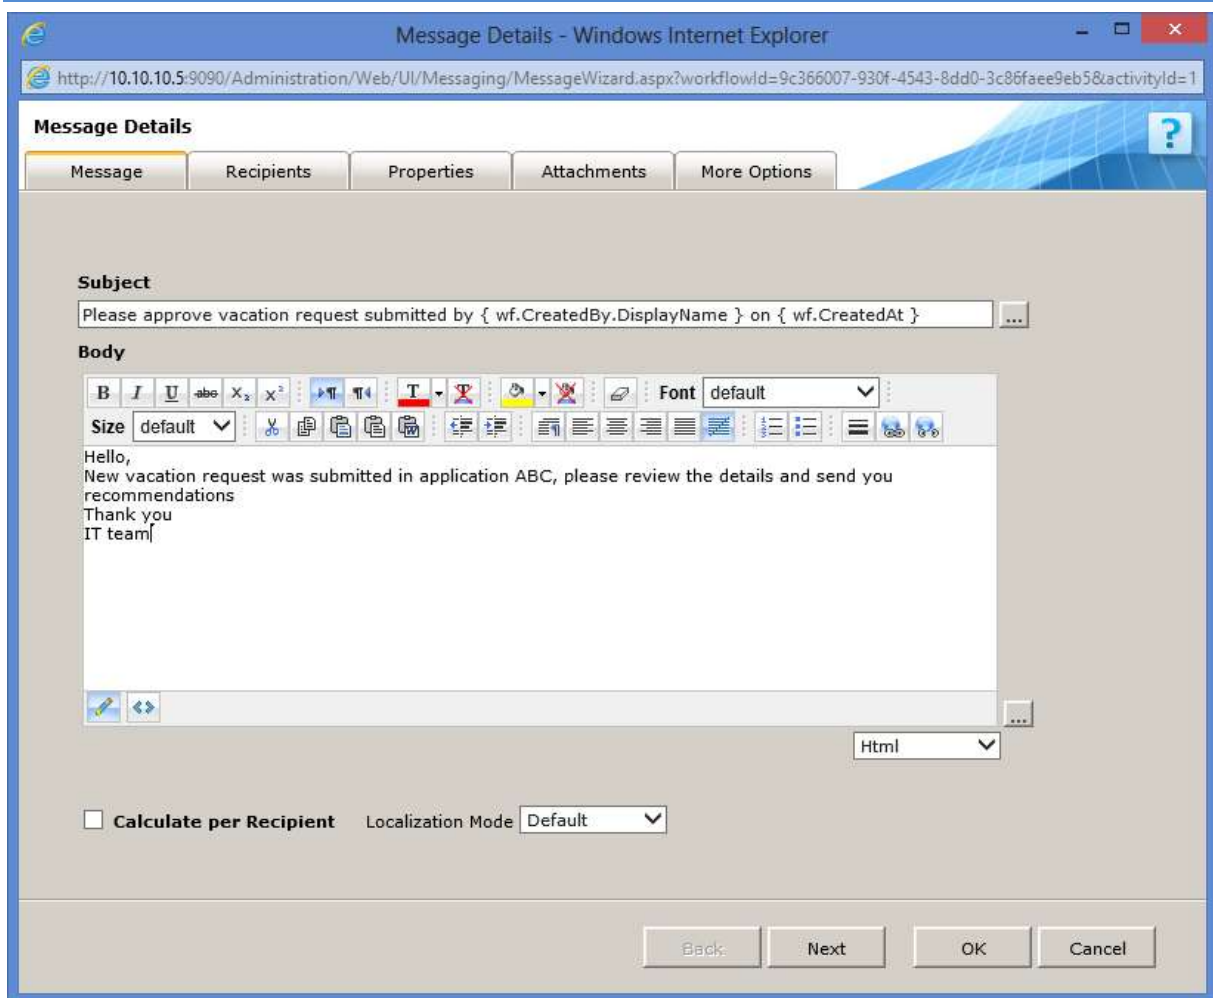 Message Details - Windows Internet Explorer
http://10.10.10.5:9090/Administration/Web/UI/Messaging/MessageWizard.aspx?workflowId=9c366007-930f-4543-8dd0-3c86faee9eb5&activityId=1
Message Details
?
Message Recipients Properties Attachments More Options
Subject
Please approve vacation request submitted by { wf.CreatedBy.DisplayName } on { wf.CreatedAt }
...
Body
B I U abc X₂ X² T T Font default
Size default
Hello,
New vacation request was submitted in application ABC, please review the details and send you
recommendations
Thank you
IT team
...
Html
Calculate per Recipient Localization Mode Default
Back Next OK Cancel